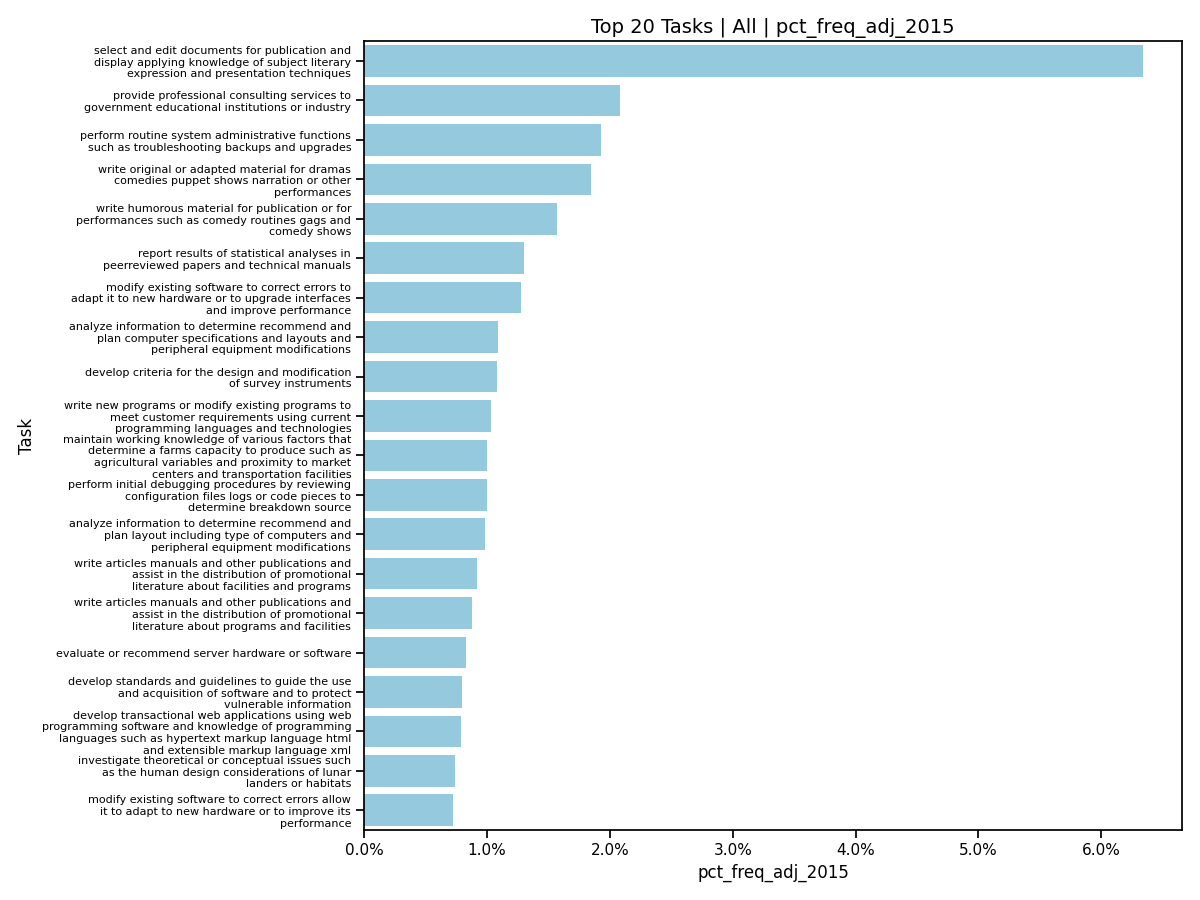 Top 20 Tasks | All | pct_freq_adj_2015
select and edit documents for publication and
display applying knowledge of subject literary
expression and presentation techniques
provide professional consulting services to
government educational institutions or industry
perform routine system administrative functions
such as troubleshooting backups and upgrades
write original or adapted material for dramas
comedies puppet shows narration or other
performances
write humorous material for publication or for
performances such as comedy routines gags and
comedy shows
report results of statistical analyses in
peerreviewed papers and technical manuals
modify existing software to correct errors to
adapt it to new hardware or to upgrade interfaces
and improve performance
analyze information to determine recommend and
plan computer specifications and layouts and
peripheral equipment modifications
develop criteria for the design and modification
of survey instruments
write new programs or modify existing programs to
meet customer requirements using current
programming languages and technologies
maintain working knowledge of various factors that
determine a farms capacity to produce such as
agricultural variables and proximity to market
centers and transportation facilities
perform initial debugging procedures by reviewing
configuration files logs or code pieces to
determine breakdown source
analyze information to determine recommend and
plan layout including type of computers and
peripheral equipment modifications
write articles manuals and other publications and
assist in the distribution of promotional
literature about facilities and programs
write articles manuals and other publications and
assist in the distribution of promotional
literature about programs and facilities
evaluate or recommend server hardware or software
develop standards and guidelines to guide the use
and acquisition of software and to protect
vulnerable information
develop transactional web applications using web
programming software and knowledge of programming
languages such as hypertext markup language html
and extensible markup language xml
investigate theoretical or conceptual issues such
as the human design considerations of lunar
landers or habitats
modify existing software to correct errors allow
it to adapt to new hardware or to improve its
performance
Task
0.0% 1.0% 2.0% 3.0% 4.0% 5.0% 6.0%
pct_freq_adj_2015